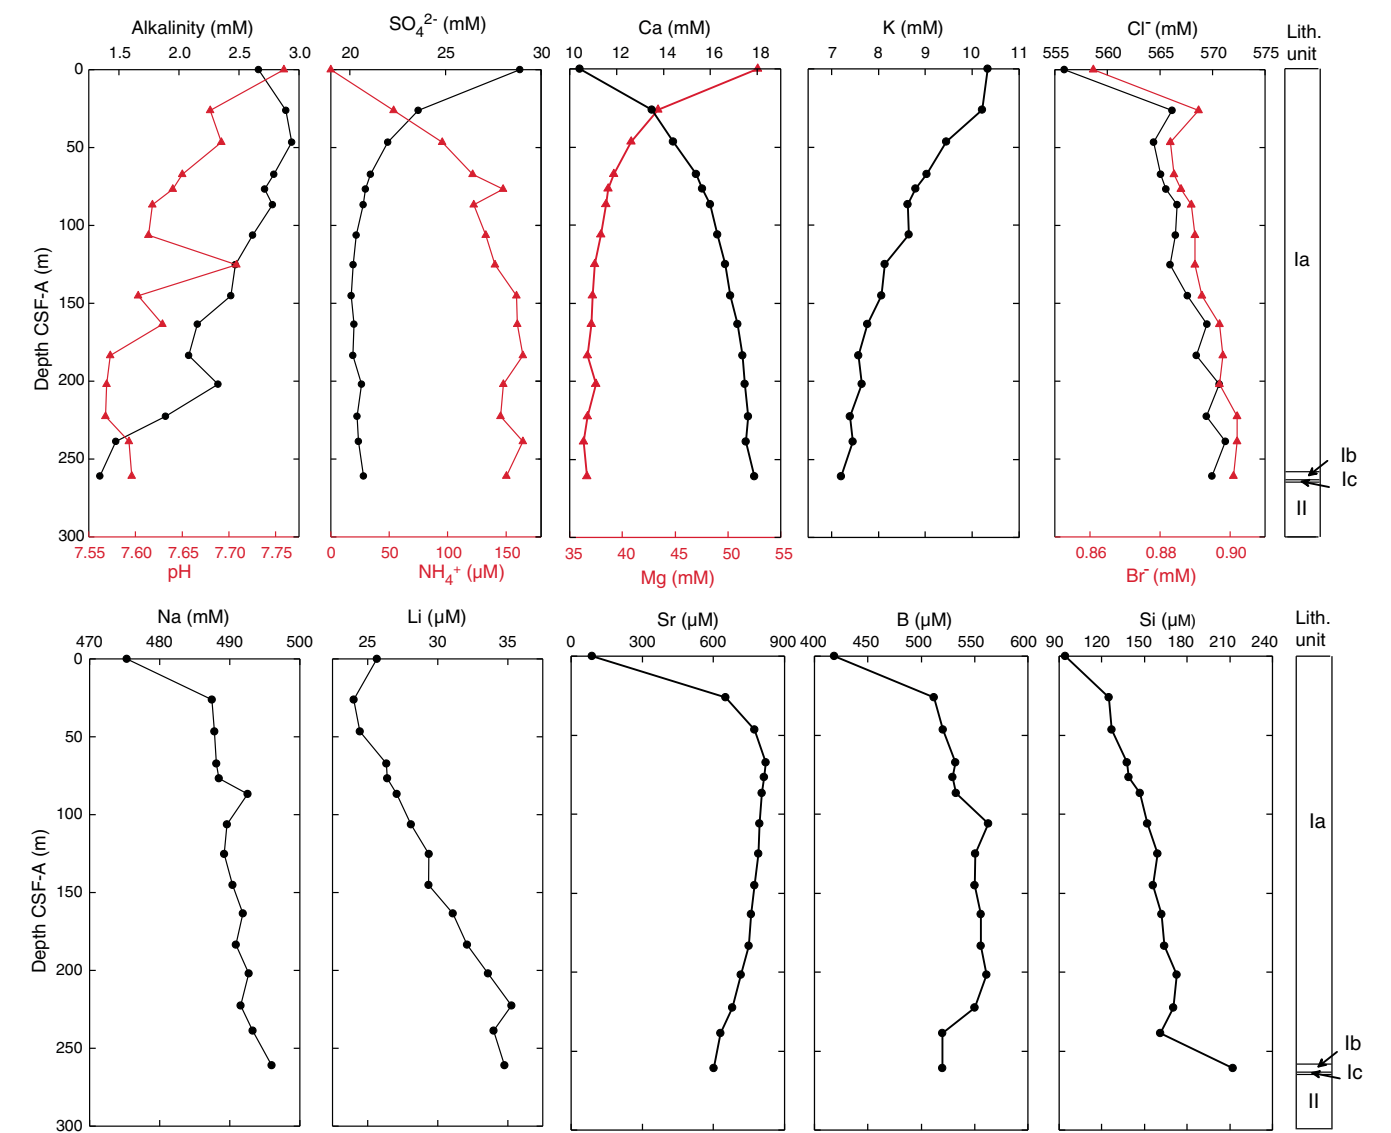 Alkalinity (mM) SO₄²⁻ (mM) Ca (mM) K (mM) Cl⁻ (mM) Lith. unit
1.5 2.0 2.5 3.0 20 25 30 10 12 14 16 18 7 8 9 10 11 555 560 565 570 575
0
50
100
150
200
250
300
Depth CSF-A (m)
Ia
Ib
Ic
II
7.55 7.60 7.65 7.70 7.75 0 50 100 150 35 40 45 50 55 0.86 0.88 0.90
pH NH₄⁺ (µM) Mg (mM) Br⁻ (mM)
Na (mM) Li (µM) Sr (µM) B (µM) Si (µM) Lith. unit
470 480 490 500 25 30 35 0 300 600 900 400 450 500 550 600 90 120 150 180 210 240
0
50
100
150
200
250
300
Depth CSF-A (m)
Ia
Ib
Ic
II